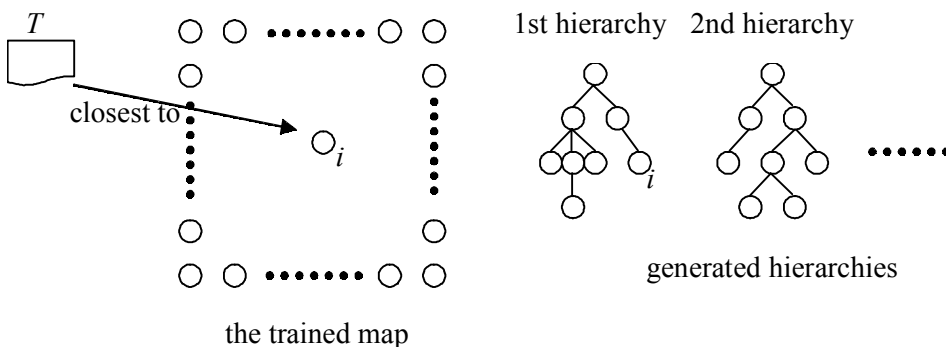 T
1st hierarchy 2nd hierarchy
closest to
i
i
generated hierarchies
the trained map